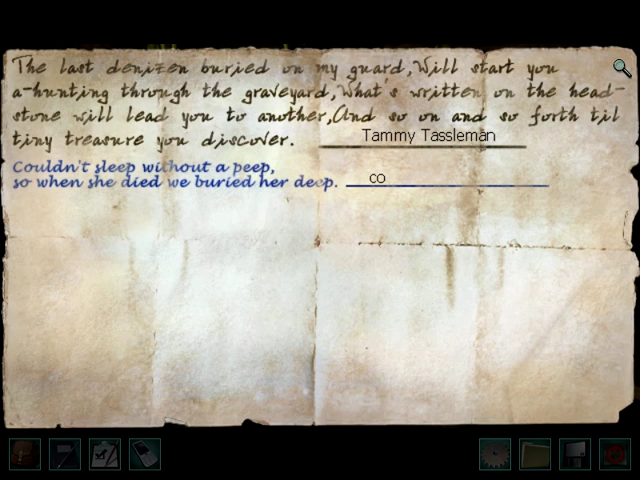 The last denizen buried on my guard,Will start you
a-hunting through the graveyard,What's written on the head-
stone will lead you to another,And so on and so forth til
tiny treasure you discover. Tammy Tassleman
Couldn't sleep without a peep,
so when she died we buried her deep. co